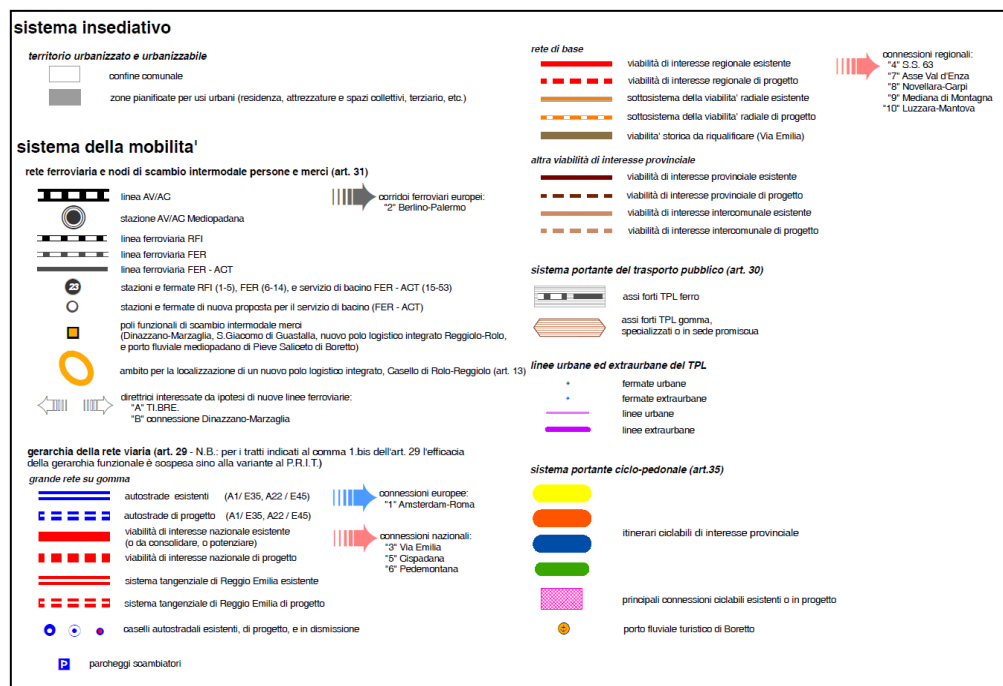 sistema insediativo
territorio urbanizzato e urbanizzabile
confine comunale
zone pianificate per usi urbani (residenza, attrezzature e spazi collettivi, terziario, etc.)
sistema della mobilita'
rete ferroviaria e nodi di scambio intermodale persone e merci (art. 31)
linea AV/AC
corridoi ferroviari europei:
"2" Berlino-Palermo
stazione AV/AC Mediopadana
linea ferroviaria RFI
linea ferroviaria FER
linea ferroviaria FER - ACT
23
stazioni e fermate RFI (1-5), FER (6-14), e servizio di bacino FER - ACT (15-53)
stazioni e fermate di nuova proposta per il servizio di bacino (FER - ACT)
poli funzionali di scambio intermodale merci
(Dinazzano-Marzaglia, S.Giacomo di Guastalla, nuovo polo logistico integrato Reggiolo-Rolo,
e porto fluviale mediopadano di Pieve Saliceto di Boretto)
ambito per la localizzazione di un nuovo polo logistico integrato, Casello di Rolo-Reggiolo (art. 13)
direttrici interessate da ipotesi di nuove linee ferroviarie:
"A" TI.BRE.
"B" connessione Dinazzano-Marzaglia
gerarchia della rete viaria (art. 29 - N.B.: per i tratti indicati al comma 1.bis dell'art. 29 l'efficacia
della gerarchia funzionale è sospesa sino alla variante al P.R.I.T.)
grande rete su gomma
autostrade esistenti (A1/ E35, A22 / E45)
connessioni europee:
"1" Amsterdam-Roma
autostrade di progetto (A1/ E35, A22 / E45)
viabilità di interesse nazionale esistente
(o da consolidare, o potenziare)
connessioni nazionali:
"3" Via Emilia
"5" Cispadana
"6" Pedemontana
viabilità di interesse nazionale di progetto
sistema tangenziale di Reggio Emilia esistente
sistema tangenziale di Reggio Emilia di progetto
caselli autostradali esistenti, di progetto, e in dismissione
P
parcheggi scambiatori
rete di base
viabilità di interesse regionale esistente
viabilità di interesse regionale di progetto
sottosistema della viabilita' radiale esistente
sottosistema della viabilita' radiale di progetto
viabilita' storica da riqualificare (Via Emilia)
connessioni regionali:
"4" S.S. 63
"7" Asse Val d'Enza
"8" Novellara-Carpi
"9" Mediana di Montagna
"10" Luzzara-Mantova
altra viabilità di interesse provinciale
viabilità di interesse provinciale esistente
viabilità di interesse provinciale di progetto
viabilità di interesse intercomunale esistente
viabilità di interesse intercomunale di progetto
sistema portante del trasporto pubblico (art. 30)
assi forti TPL ferro
assi forti TPL gomma,
specializzati o in sede promiscua
linee urbane ed extraurbane del TPL
fermate urbane
fermate extraurbane
linee urbane
linee extraurbane
sistema portante ciclo-pedonale (art.35)
itinerari ciclabili di interesse provinciale
principali connessioni ciclabili esistenti o in progetto
porto fluviale turistico di Boretto